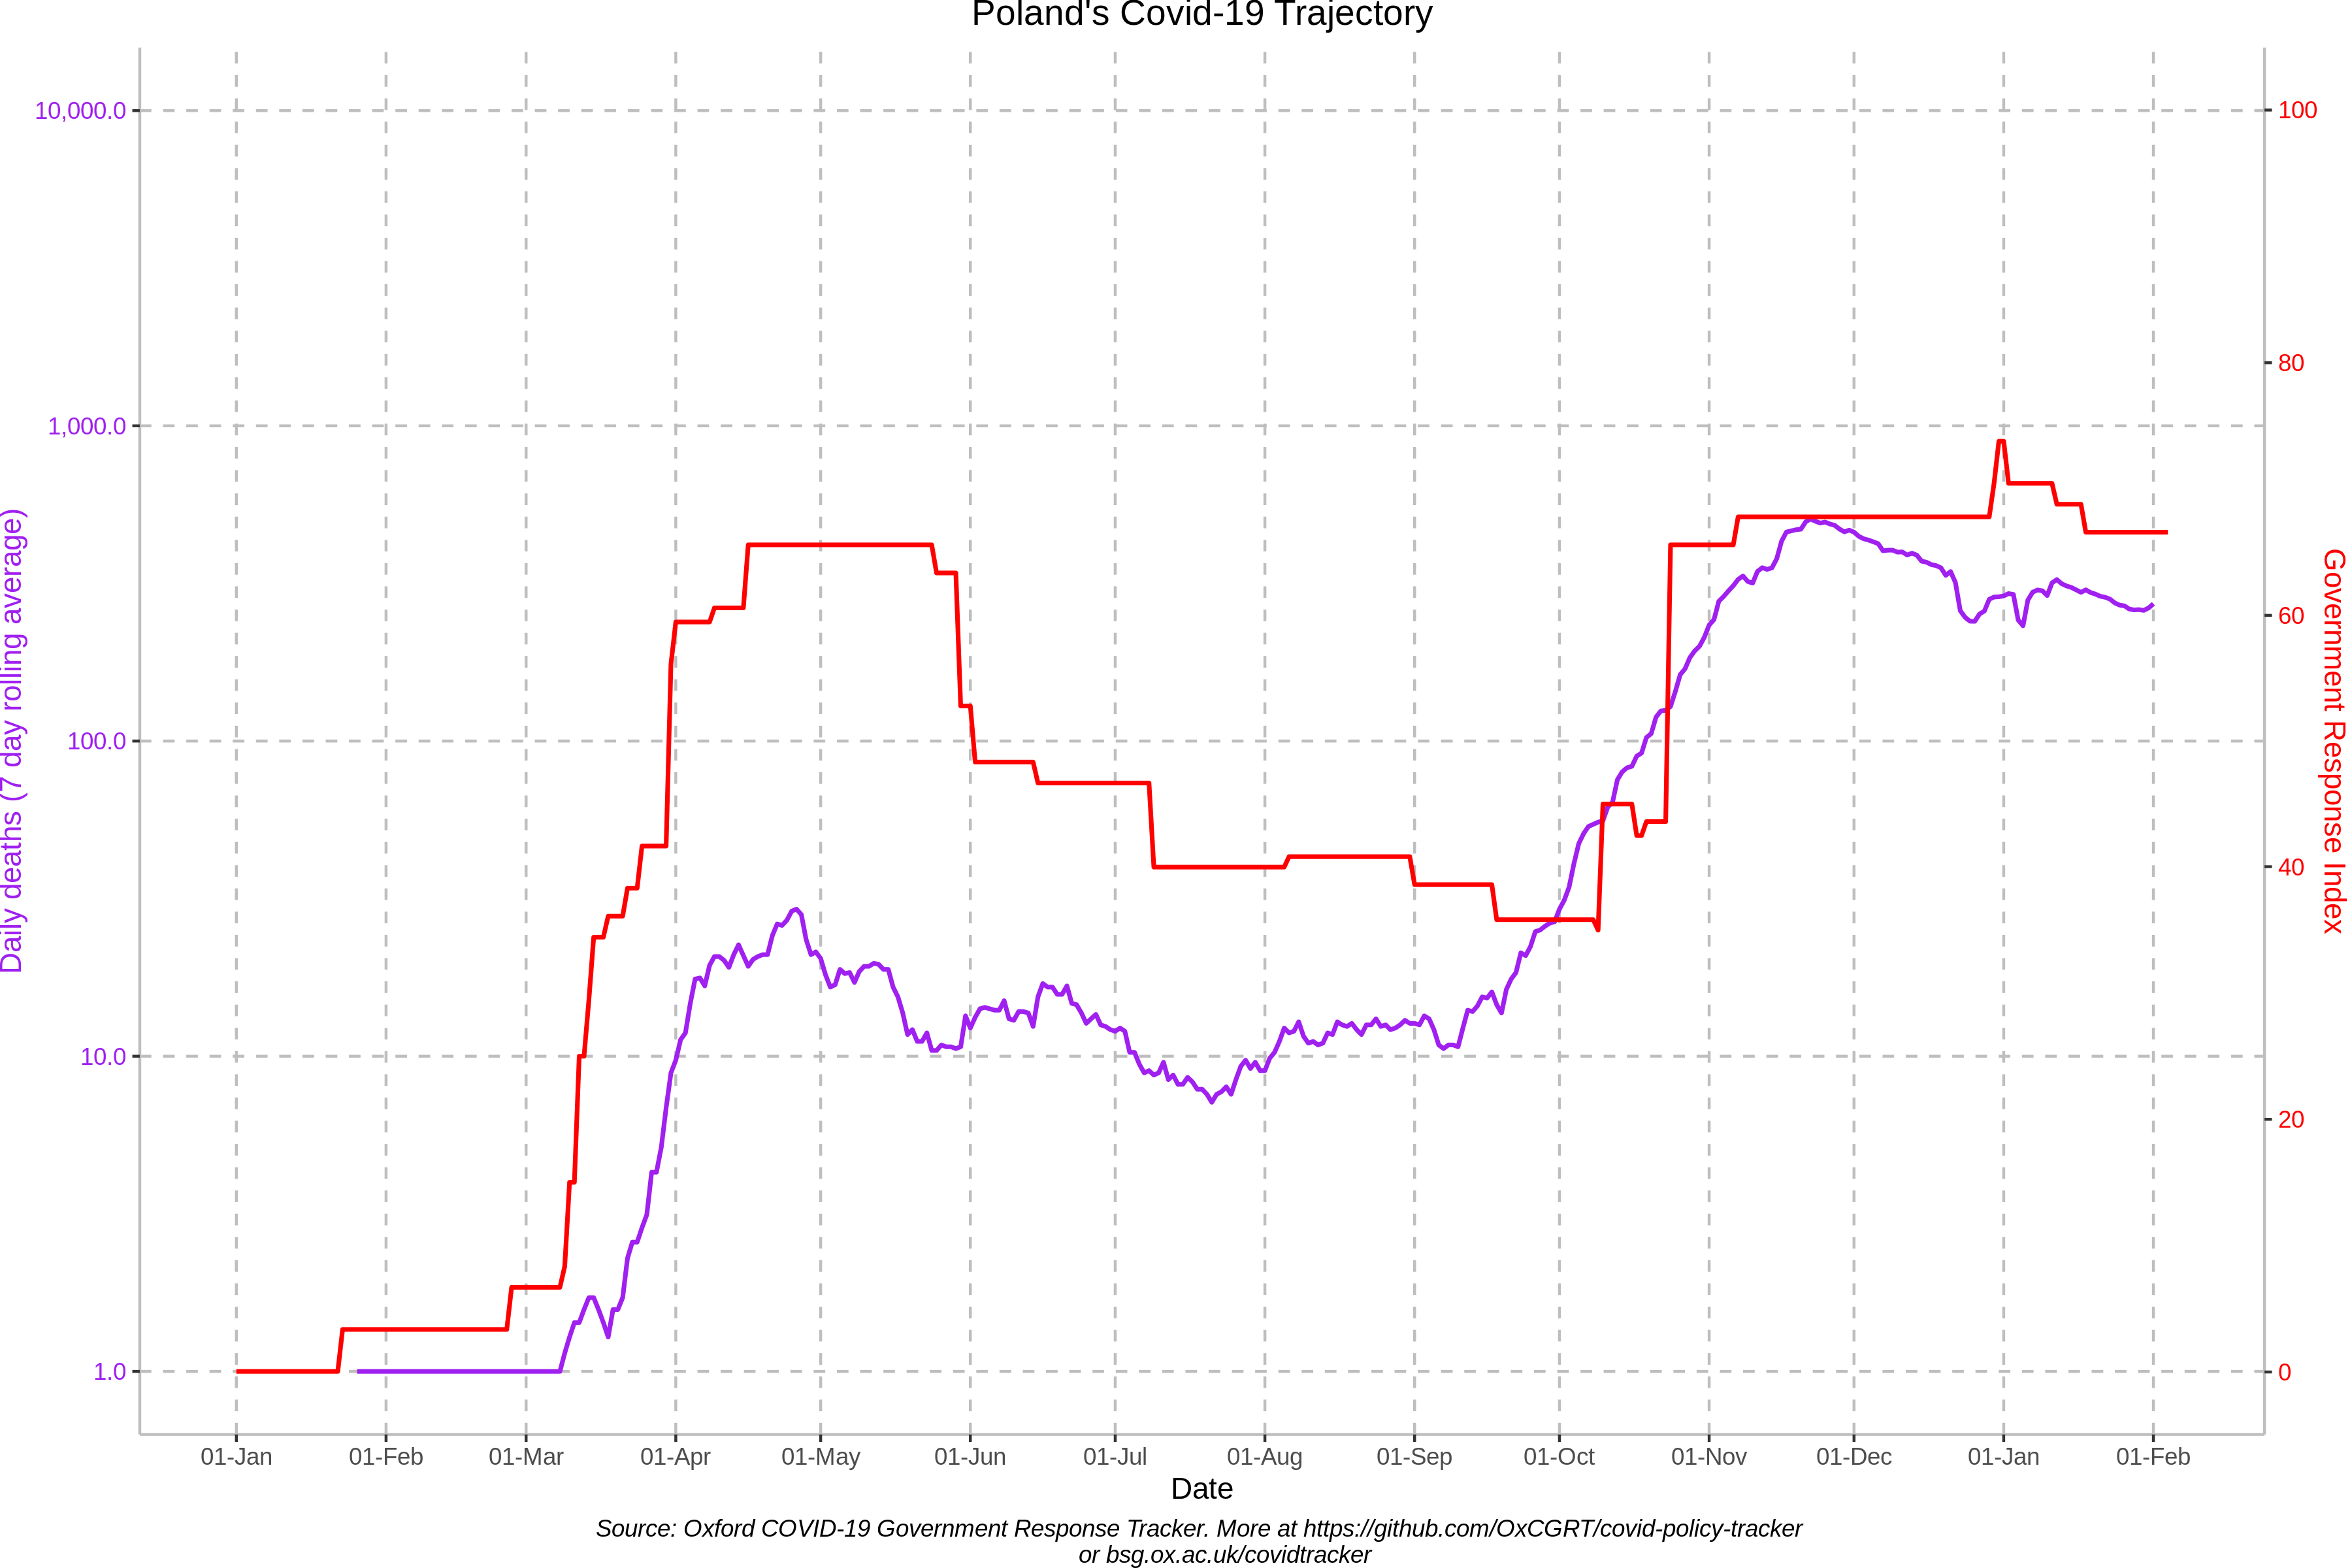 Poland's Covid-19 Trajectory
10,000.0
1,000.0
100.0
10.0
1.0
Daily deaths (7 day rolling average)
100
80
60
40
20
0
Government Response Index
01-Jan 01-Feb 01-Mar 01-Apr 01-May 01-Jun 01-Jul 01-Aug 01-Sep 01-Oct 01-Nov 01-Dec 01-Jan 01-Feb
Date
Source: Oxford COVID-19 Government Response Tracker. More at https://github.com/OxCGRT/covid-policy-tracker
or bsg.ox.ac.uk/covidtracker